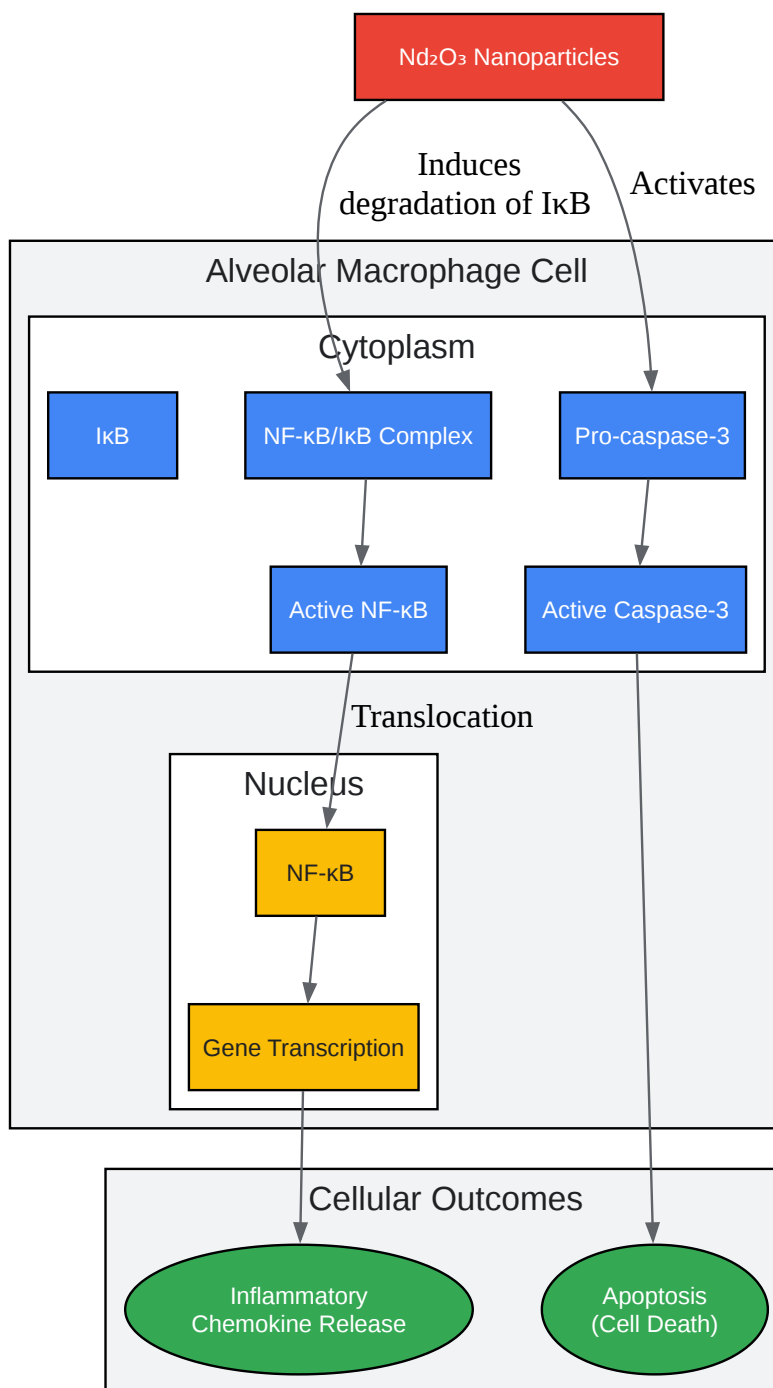 Nd₂O₃ Nanoparticles
Induces
degradation of IκB
Activates
Alveolar Macrophage Cell
Cytoplasm
IκB
NF-κB/IκB Complex
Pro-caspase-3
Active NF-κB
Active Caspase-3
Translocation
Nucleus
NF-κB
Gene Transcription
Cellular Outcomes
Inflammatory
Chemokine Release
Apoptosis
(Cell Death)